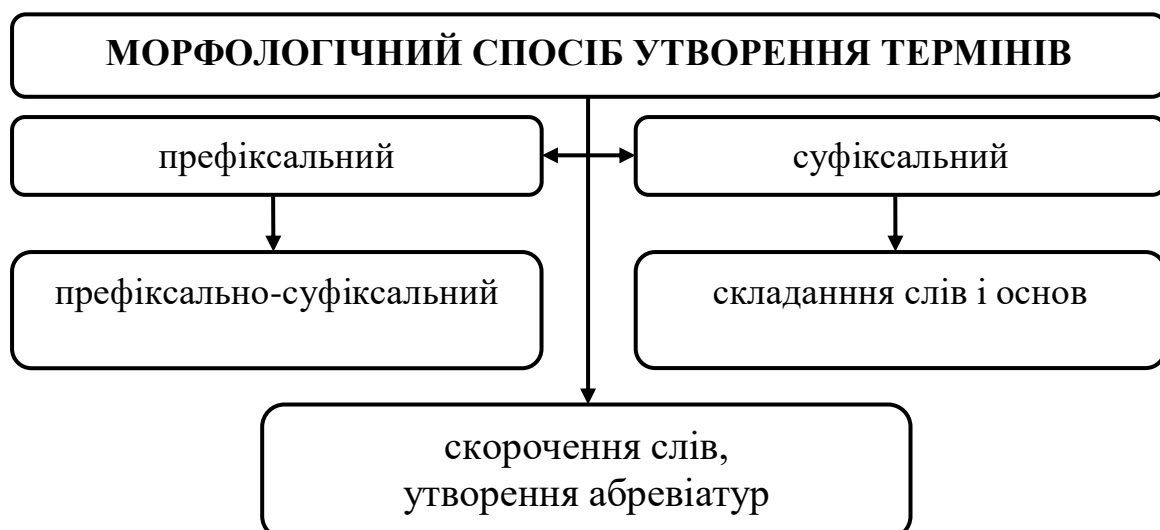 МОРФОЛОГІЧНИЙ СПОСІБ УТВОРЕННЯ ТЕРМІНІВ
префіксальний
суфіксальний
префіксально-суфіксальний
складанння слів і основ
скорочення слів,
утворення абревіатур